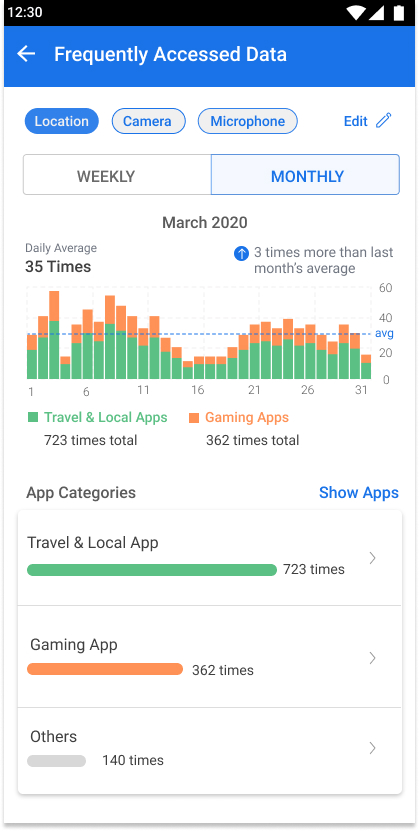 12:30
Frequently Accessed Data
Location Camera Microphone Edit
WEEKLY MONTHLY
March 2020
Daily Average
35 Times
3 times more than last
month's average
60
40
avg
20
0
1 6 11 16 21 26 31
Travel & Local Apps Gaming Apps
723 times total 362 times total
App Categories Show Apps
Travel & Local App
723 times
Gaming App
362 times
Others
140 times